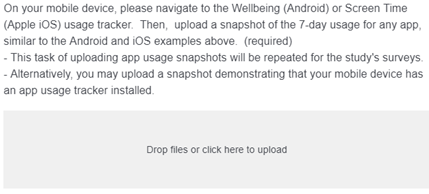 On your mobile device, please navigate to the Wellbeing (Android) or Screen Time
(Apple iOS) usage tracker.  Then,  upload a snapshot of the 7-day usage for any app,
similar to the Android and iOS examples above.  (required)
- This task of uploading app usage snapshots will be repeated for the study's surveys.
- Alternatively, you may upload a snapshot demonstrating that your mobile device has
an app usage tracker installed.
Drop files or click here to upload